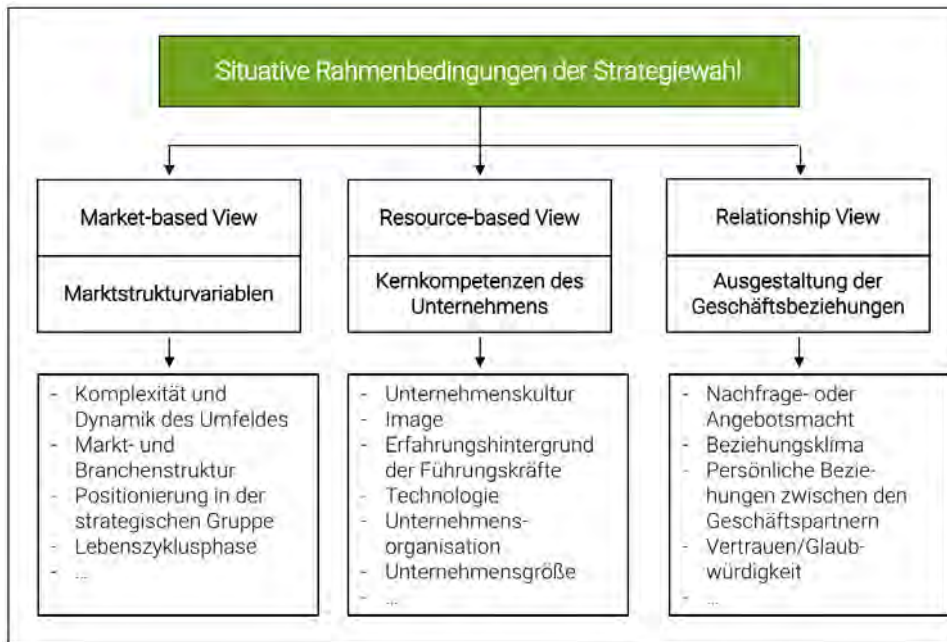 Situative Rahmenbedingungen der Strategiewahl
Market-based View
Marktstrukturvariablen
- Komplexität und
Dynamik des Umfeldes
- Markt- und
Branchenstruktur
- Positionierung in der
strategischen Gruppe
- Lebenszyklusphase
- ...
Resource-based View
Kernkompetenzen des
Unternehmens
- Unternehmenskultur
- Image
- Erfahrungshintergrund
der Führungskräfte
- Technologie
- Unternehmens-
organisation
- Unternehmensgröße
- ...
Relationship View
Ausgestaltung der
Geschäftsbeziehungen
- Nachfrage- oder
Angebotsmacht
- Beziehungsklima
- Persönliche Bezie-
hungen zwischen den
Geschäftspartnern
- Vertrauen/Glaub-
würdigkeit
- ...